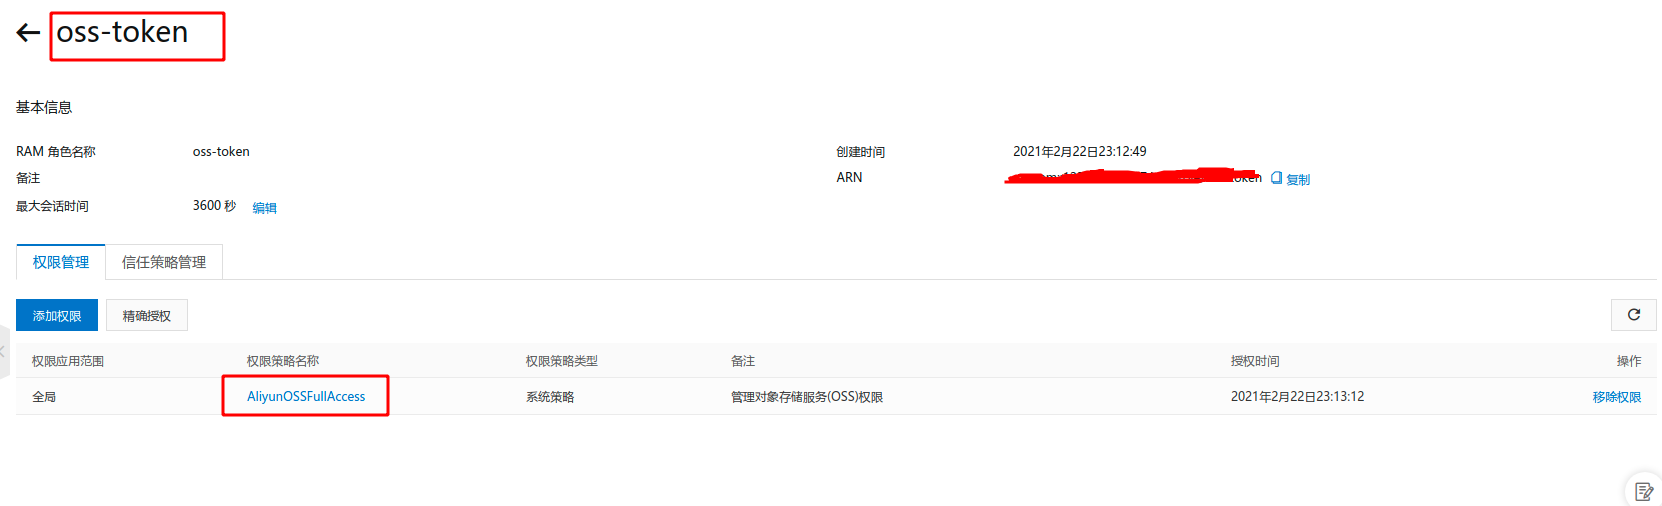 oss-token
基本信息
RAM 角色名称 oss-token 创建时间 2021年2月22日23:12:49
备注 ARN 复制
最大会话时间 3600 秒 编辑
权限管理 信任策略管理
添加权限 精确授权
权限应用范围 权限策略名称 权限策略类型 备注 授权时间 操作
全局 AliyunOSSFullAccess 系统策略 管理对象存储服务(OSS)权限 2021年2月22日23:13:12 移除权限